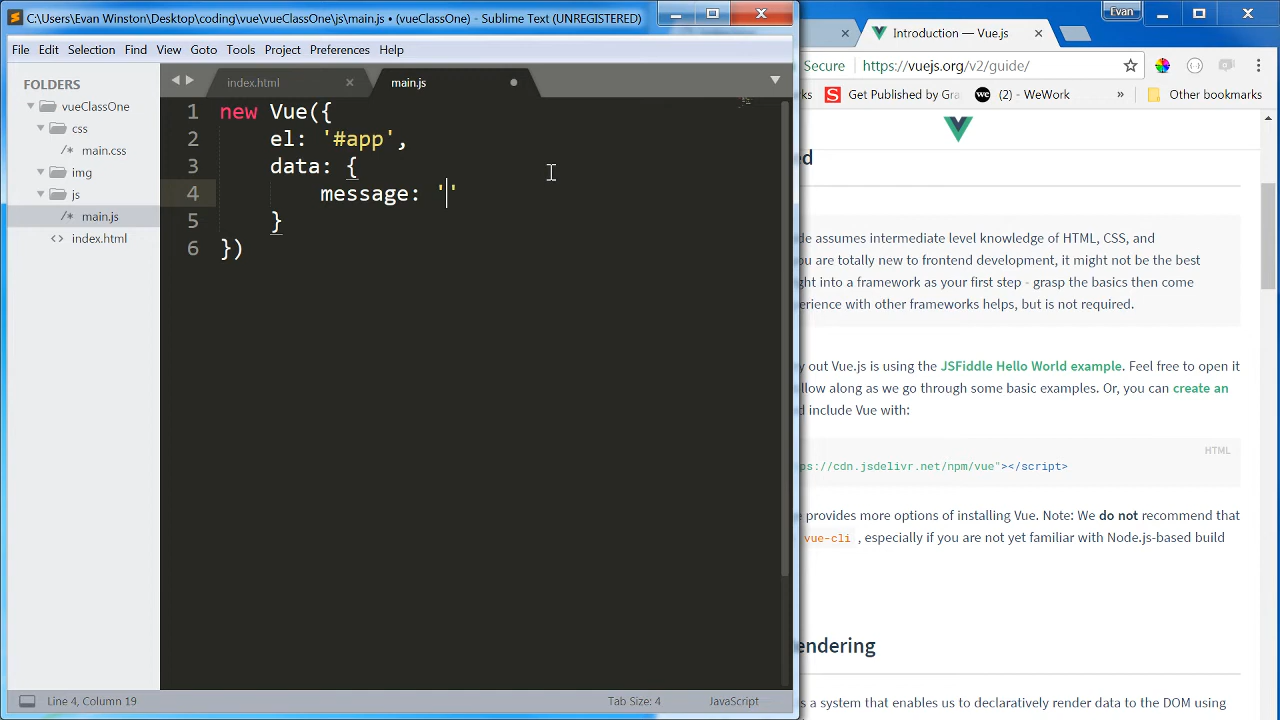 C:\Users\Evan Winston\Desktop\coding\vue\vueClassOne\js\main.js • (vueClassOne) - Sublime Text (UNREGISTERED)
File Edit Selection Find View Goto Tools Project Preferences Help
FOLDERS
vueClassOne
css
/* main.css
img
js
/* main.js
<> index.html
index.html
main.js
1 new Vue({
2 el: '#app',
3 data: {
4 message: ''
5 }
6 })
Line 4, Column 19
Tab Size: 4
JavaScript
Evan
Introduction — Vue.js
Secure
https://vuejs.org/v2/guide/
Get Published by Gra
(2) - WeWork
»
Other bookmarks
ed
de assumes intermediate level knowledge of HTML, CSS, and
ou are totally new to frontend development, it might not be the best
ght into a framework as your first step - grasp the basics then come
erience with other frameworks helps, but is not required.
y out Vue.js is using the JSFiddle Hello World example. Feel free to open it
llow along as we go through some basic examples. Or, you can create an
d include Vue with:
HTML
ps://cdn.jsdelivr.net/npm/vue"></script>
e provides more options of installing Vue. Note: We do not recommend that
vue-cli , especially if you are not yet familiar with Node.js-based build
endering
s a system that enables us to declaratively render data to the DOM using